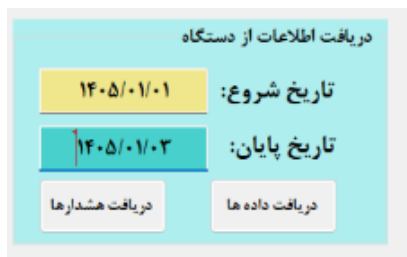 دریافت اطلاعات از دستگاه
تاریخ شروع: ۱۴۰۵/۰۱/۰۱
تاریخ پایان: ۱۴۰۵/۰۱/۰۳
دریافت داده ها دریافت هشدارها